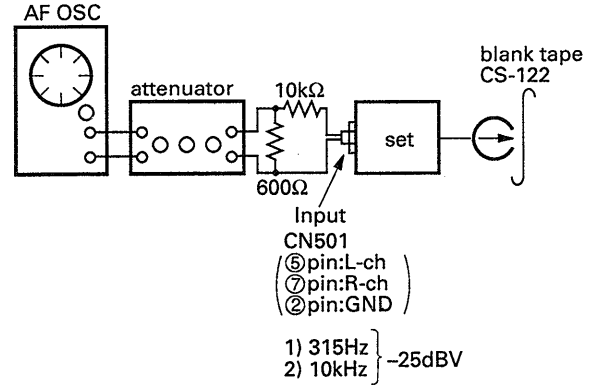 AF OSC
attenuator
10kΩ
600Ω
set
blank tape
CS-122
Input
CN501
⑤pin:L-ch
⑦pin:R-ch
②pin:GND
1) 315Hz
2) 10kHz
–25dBV